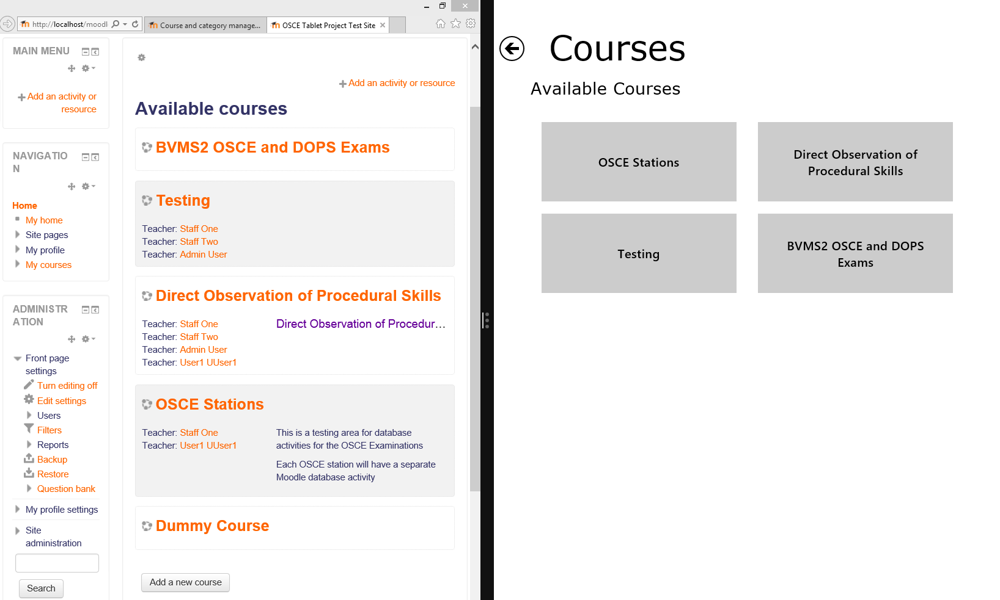 http://localhost/moodl
Course and category manage...
OSCE Tablet Project Test Site
MAIN MENU
Add an activity or
resource
NAVIGATIO
N
Home
My home
Site pages
My profile
My courses
ADMINISTR
ATION
Front page
settings
Turn editing off
Edit settings
Users
Filters
Reports
Backup
Restore
Question bank
My profile settings
Site
administration
Search
Add an activity or resource
Available courses
BVMS2 OSCE and DOPS Exams
Testing
Teacher: Staff One
Teacher: Staff Two
Teacher: Admin User
Direct Observation of Procedural Skills
Teacher: Staff One
Teacher: Staff Two
Teacher: Admin User
Teacher: User1 UUser1
Direct Observation of Procedur...
OSCE Stations
Teacher: Staff One
Teacher: User1 UUser1
This is a testing area for database
activities for the OSCE Examinations
Each OSCE station will have a separate
Moodle database activity
Dummy Course
Add a new course
Courses
Available Courses
OSCE Stations
Direct Observation of
Procedural Skills
Testing
BVMS2 OSCE and DOPS
Exams